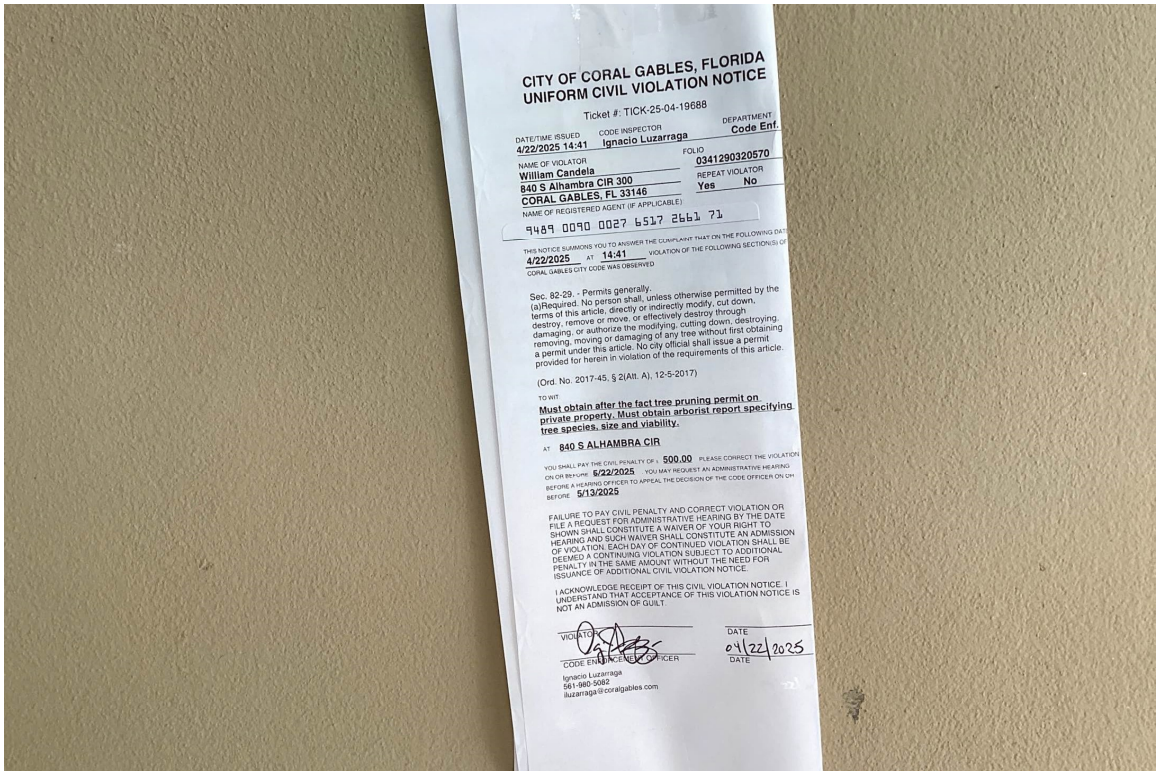 CITY OF CORAL GABLES, FLORIDA
UNIFORM CIVIL VIOLATION NOTICE
Ticket #: TICK-25-04-19688
DATE/TIME ISSUED CODE INSPECTOR DEPARTMENT
4/22/2025 14:41 Ignacio Luzarraga Code Enf.
NAME OF VIOLATOR FOLIO
William Candela 0341290320570
840 S Alhambra CIR 300 REPEAT VIOLATOR
CORAL GABLES, FL 33146 Yes No
NAME OF REGISTERED AGENT (IF APPLICABLE)
9489 0090 0027 6517 2661 71
THIS NOTICE SUMMONS YOU TO ANSWER THE COMPLAINT THAT ON THE FOLLOWING DATE
4/22/2025 AT 14:41 VIOLATION OF THE FOLLOWING SECTION(S) OF
CORAL GABLES CITY CODE WAS OBSERVED
Sec. 82-29. - Permits generally.
(a)Required. No person shall, unless otherwise permitted by the
terms of this article, directly or indirectly modify, cut down,
destroy, remove or move, or effectively destroy through
damaging, or authorize the modifying, cutting down, destroying,
removing, moving or damaging of any tree without first obtaining
a permit under this article. No city official shall issue a permit
provided for herein in violation of the requirements of this article.
(Ord. No. 2017-45, § 2(Att. A), 12-5-2017)
TO WIT
Must obtain after the fact tree pruning permit on
private property. Must obtain arborist report specifying
tree species, size and viability.
AT 840 S ALHAMBRA CIR
YOU SHALL PAY THE CIVIL PENALTY OF $ 500.00 PLEASE CORRECT THE VIOLATION
ON OR BEFORE 6/22/2025 . YOU MAY REQUEST AN ADMINISTRATIVE HEARING
BEFORE A HEARING OFFICER TO APPEAL THE DECISION OF THE CODE OFFICER ON OR
BEFORE 5/13/2025
FAILURE TO PAY CIVIL PENALTY AND CORRECT VIOLATION OR
FILE A REQUEST FOR ADMINISTRATIVE HEARING BY THE DATE
SHOWN SHALL CONSTITUTE A WAIVER OF YOUR RIGHT TO
HEARING AND SUCH WAIVER SHALL CONSTITUTE AN ADMISSION
OF VIOLATION. EACH DAY OF CONTINUED VIOLATION SHALL BE
DEEMED A CONTINUING VIOLATION SUBJECT TO ADDITIONAL
PENALTY IN THE SAME AMOUNT WITHOUT THE NEED FOR
ISSUANCE OF ADDITIONAL CIVIL VIOLATION NOTICE.
I ACKNOWLEDGE RECEIPT OF THIS CIVIL VIOLATION NOTICE. I
UNDERSTAND THAT ACCEPTANCE OF THIS VIOLATION NOTICE IS
NOT AN ADMISSION OF GUILT.
VIOLATOR DATE
04/22/2025
CODE ENFORCEMENT OFFICER DATE
Ignacio Luzarraga
561-980-5082
iluzarraga@coralgables.com